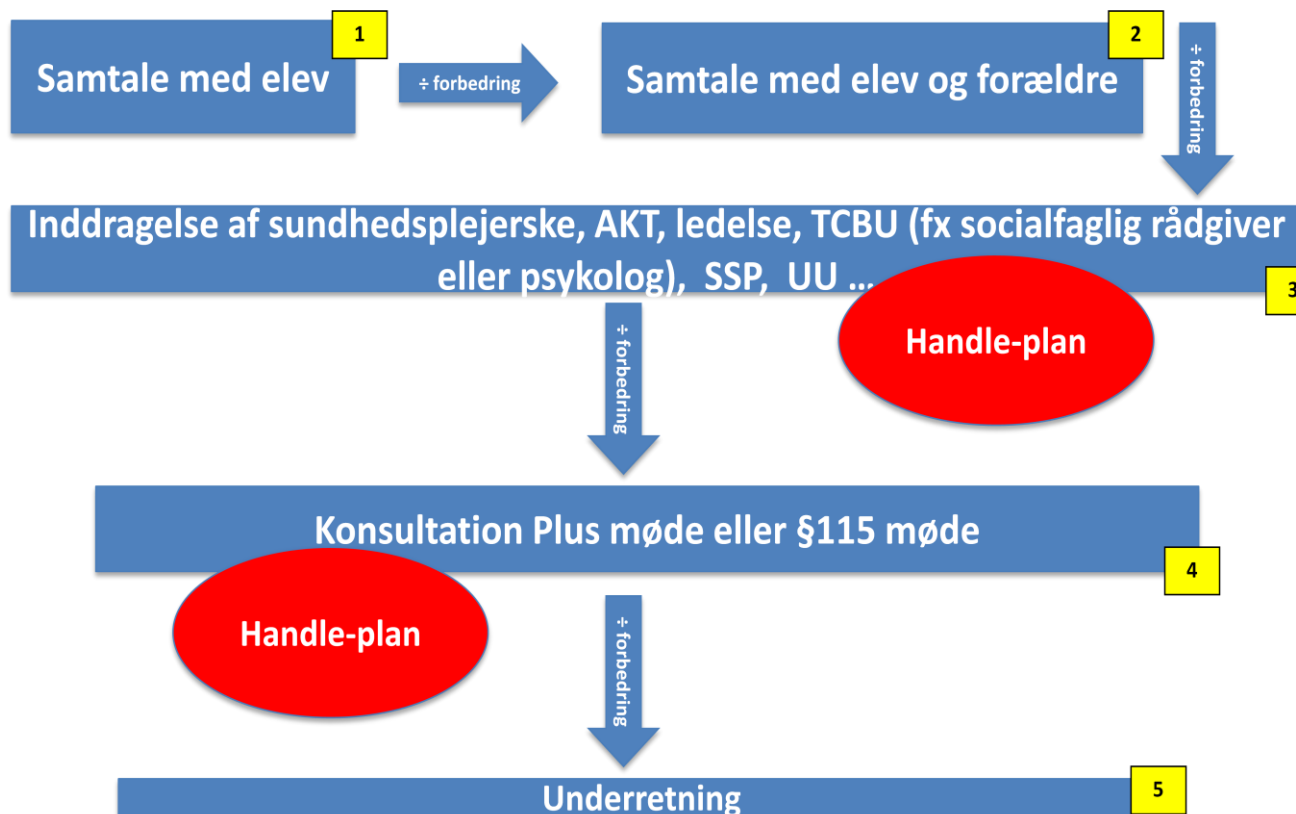 1
Samtale med elev
÷ forbedring
2
Samtale med elev og forældre
÷ forbedring
Inddragelse af sundhedsplejerske, AKT, ledelse, TCBU (fx socialfaglig rådgiver
eller psykolog), SSP, UU ...
3
Handle-plan
÷ forbedring
Konsultation Plus møde eller §115 møde
4
Handle-plan
÷ forbedring
5
Underretning